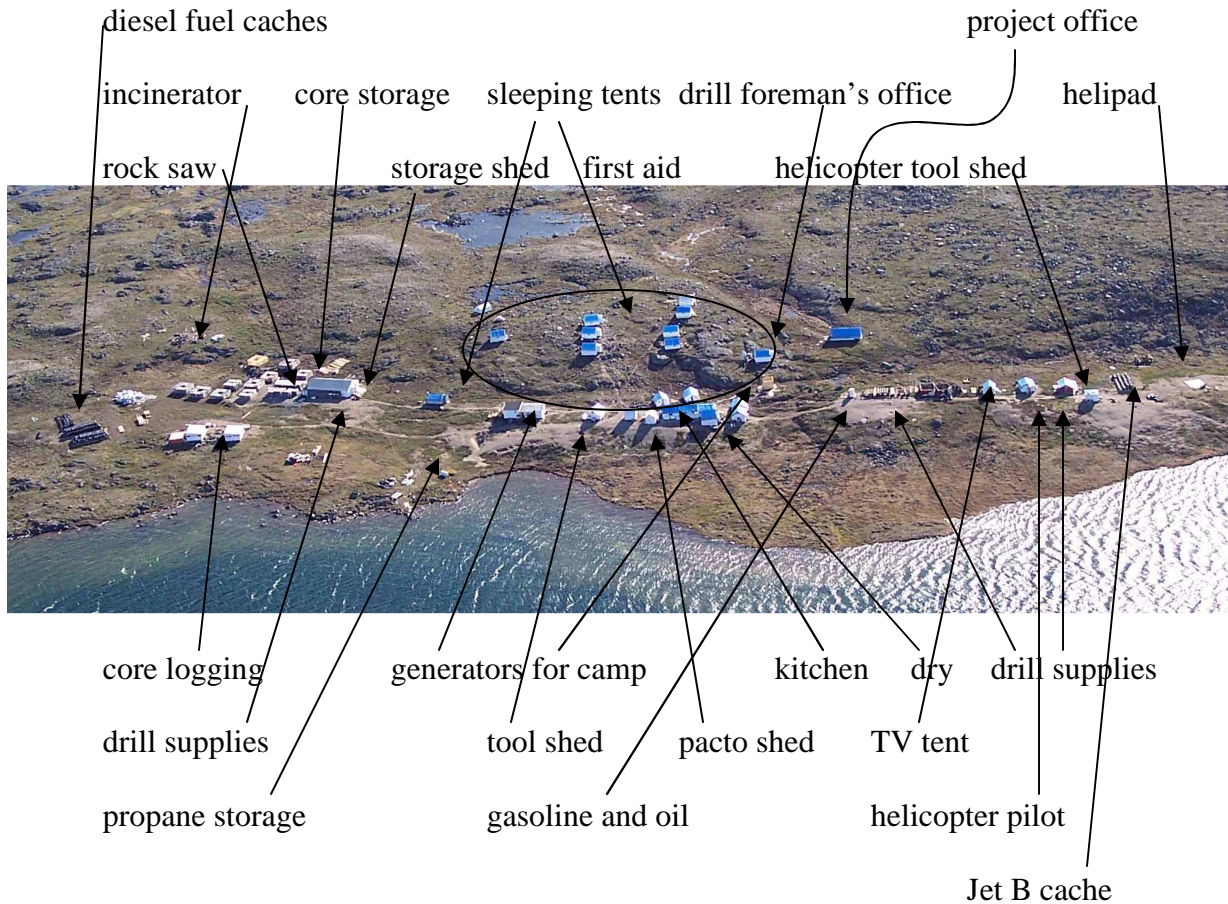 diesel fuel caches project office
incinerator core storage sleeping tents drill foreman's office helipad
rock saw storage shed first aid helicopter tool shed
core logging generators for camp kitchen dry drill supplies
drill supplies tool shed pacto shed TV tent
propane storage gasoline and oil helicopter pilot
Jet B cache